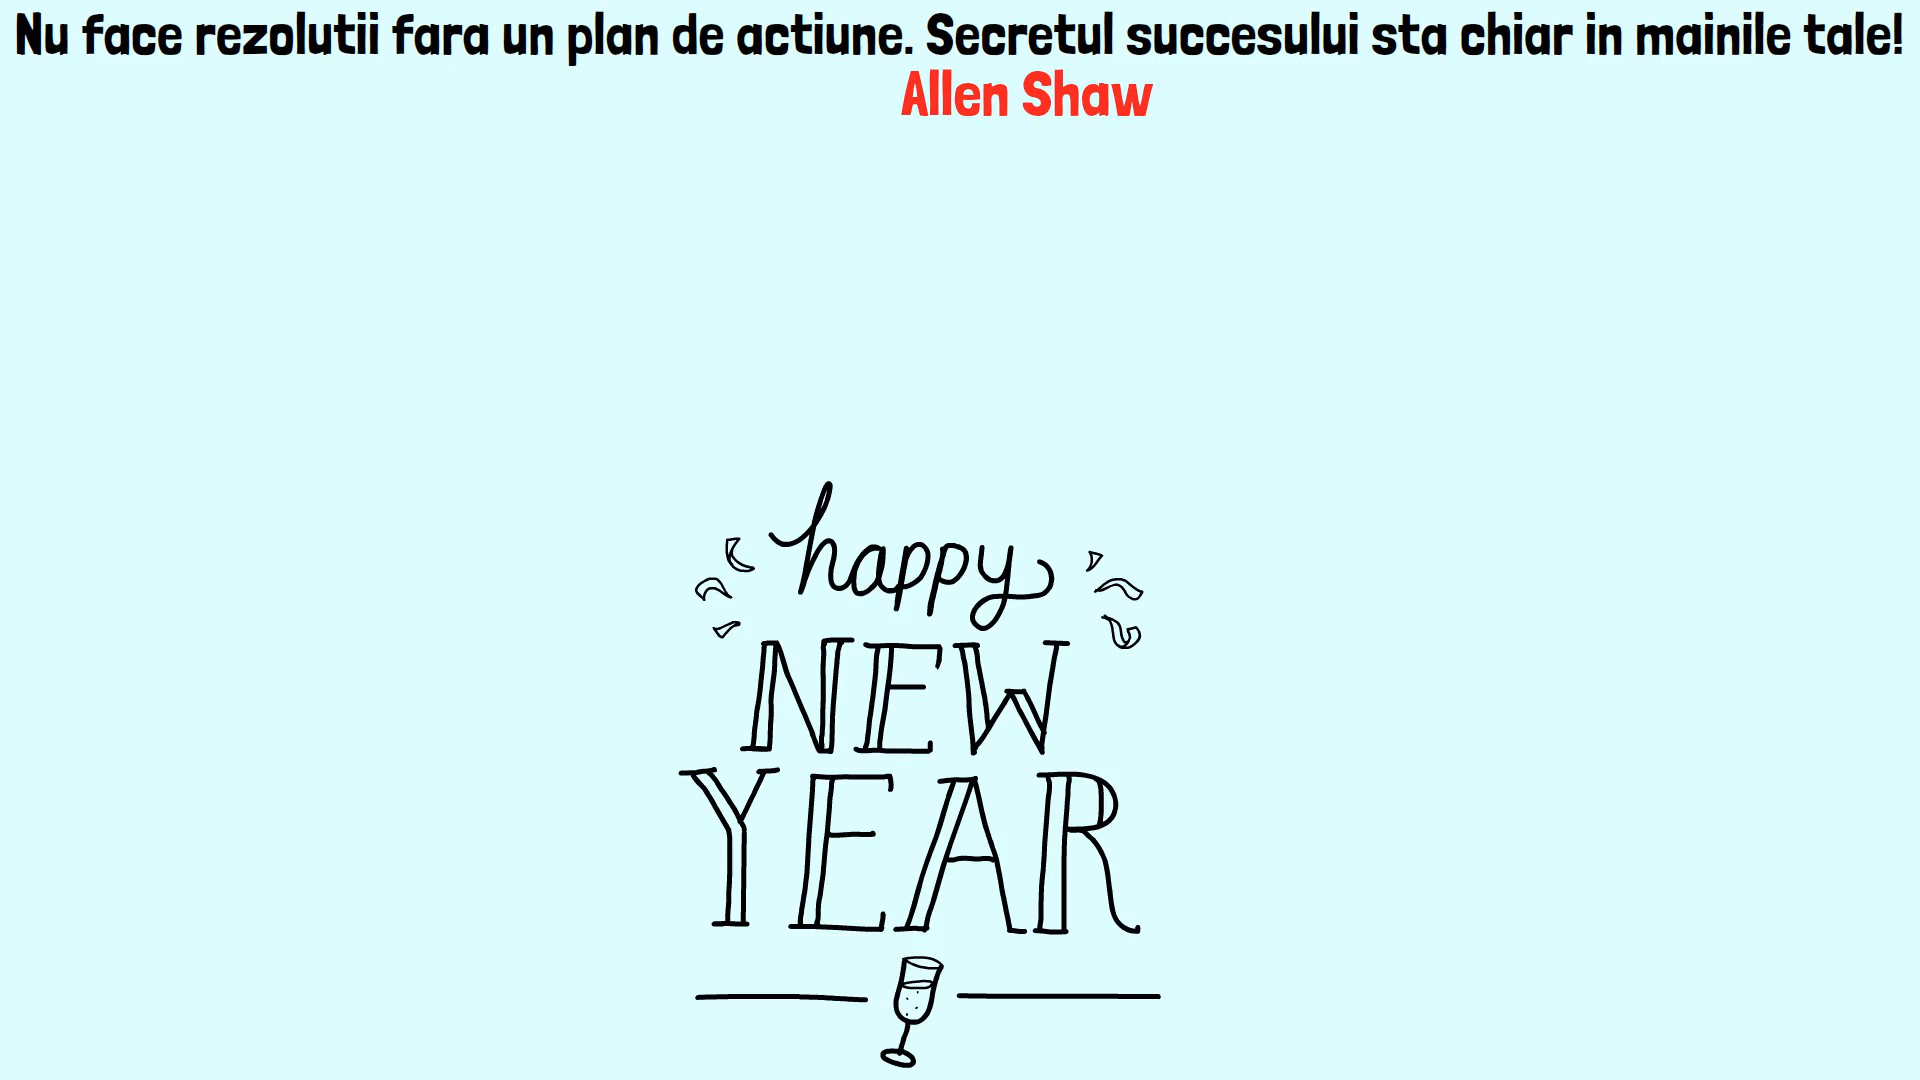 Nu face rezolutii fara un plan de actiune. Secretul succesului sta chiar in mainile tale!
Allen Shaw
happy
NEW
YEAR